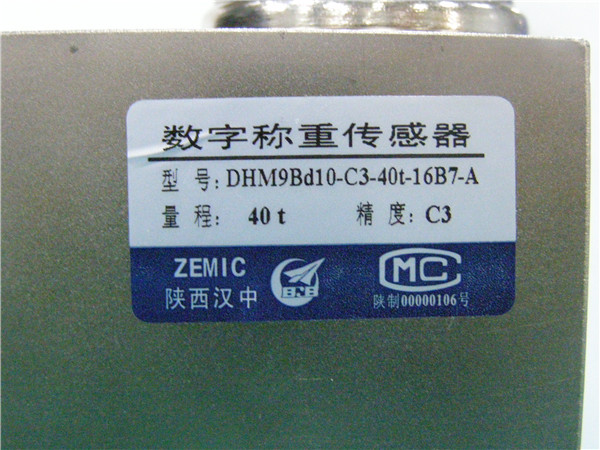 数字称重传感器
型号:DHM9Bd10-C3-40t-16B7-A
量程: 40 t 精度: C3
ZEMIC
陕西汉中
BNB
MC
陕制00000106号